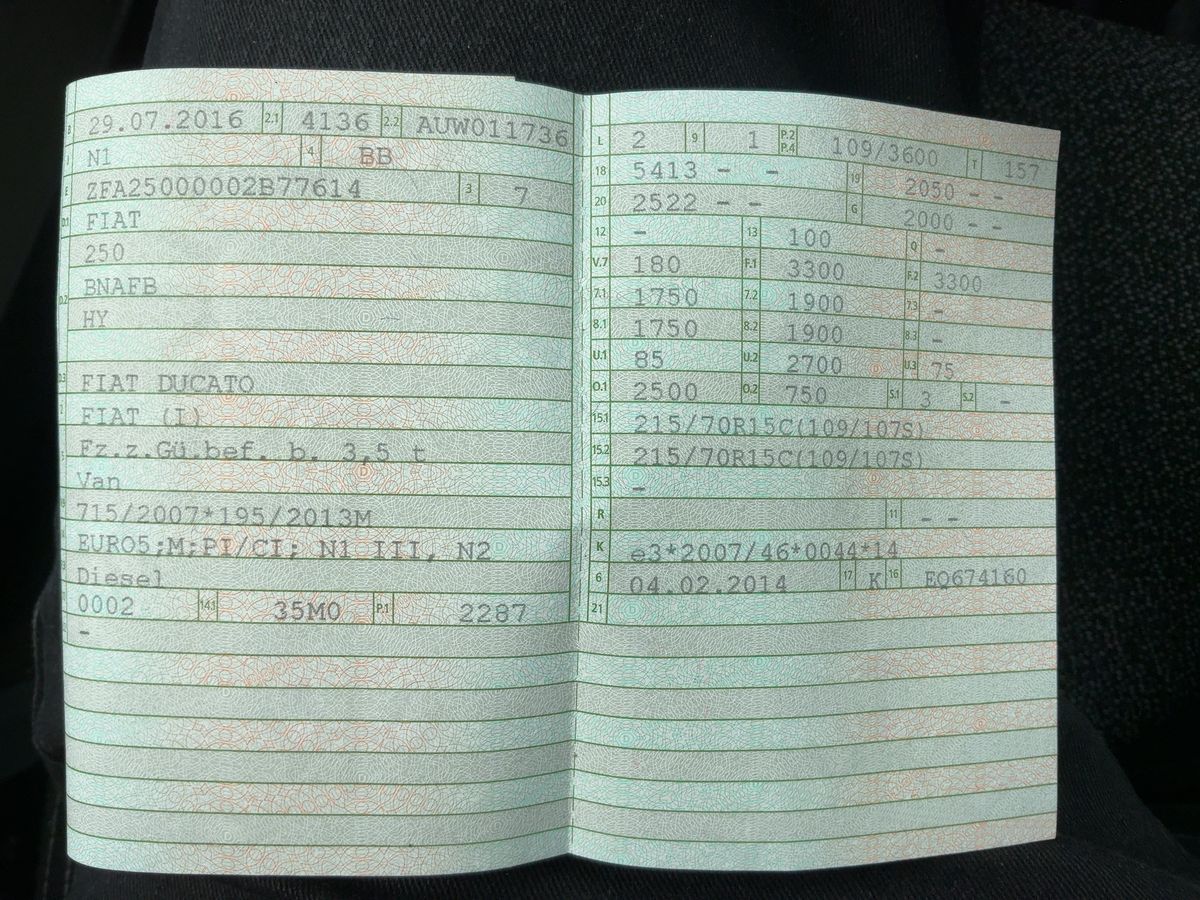 B 29.07.2016 2.1 4136 2.2 AUW011736
J N1 4 BB
E ZFA25000002B77614 3 7
D.1 FIAT
250
D.2 BNAFB
HY
D.3 FIAT DUCATO
2 FIAT (I)
Fz.z.Gü.bef. b. 3,5 t
Van
715/2007*195/2013M
EURO5;M;PI/CI; N1 III, N2
Diesel
0002 14.1 35M0 P.1 2287
-
L 2 9 1 P.2 P.4 109/3600 T 157
18 5413 - - 19 2050 - -
20 2522 - - G 2000 - -
12 - 13 100 Q -
V.7 180 F.1 3300 F.2 3300
7.1 1750 7.2 1900 7.3 -
8.1 1750 8.2 1900 8.3 -
U.1 85 U.2 2700 U.3 75
O.1 2500 O.2 750 S.1 3 S.2 -
15.1 215/70R15C(109/107S)
15.2 215/70R15C(109/107S)
15.3 -
R 11 - -
K e3*2007/46*0044*14
6 04.02.2014 17 K 16 EQ674160
21